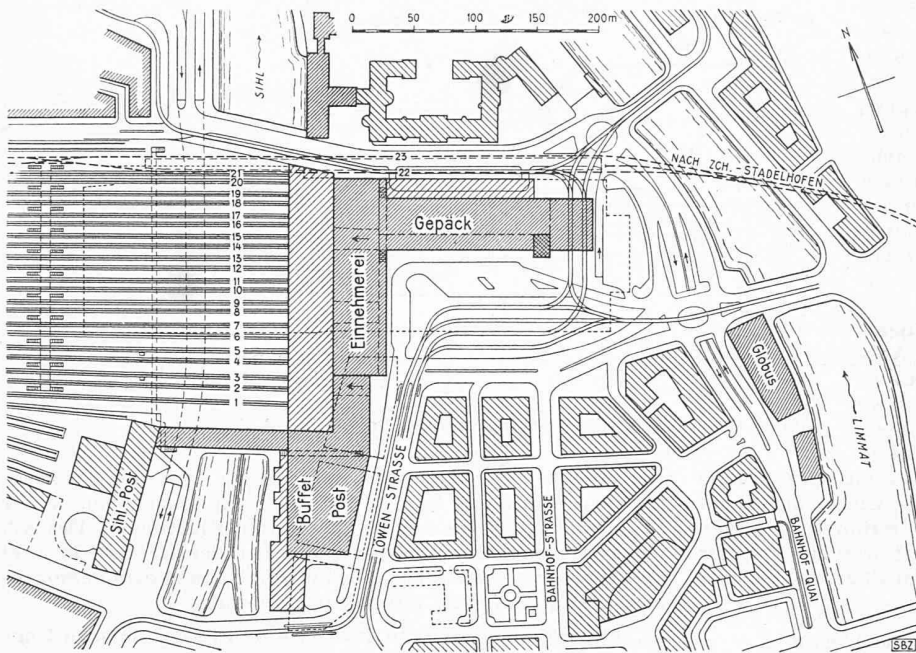 0 50 100 150 200m
N
SIHL
23
22
NACH ZCH. STADELHOFEN
21
20
19
18
17
16
15
14
13
12
11
10
9
8
7
6
5
4
3
2
1
Gepäck
Einnehmerei
Globus
LIMMAT
Sihl-Post
Buffet
Post
LÖWEN-STRASSE
BAHNHOF-STRASSE
BAHNHOF-QUAI
SBZ